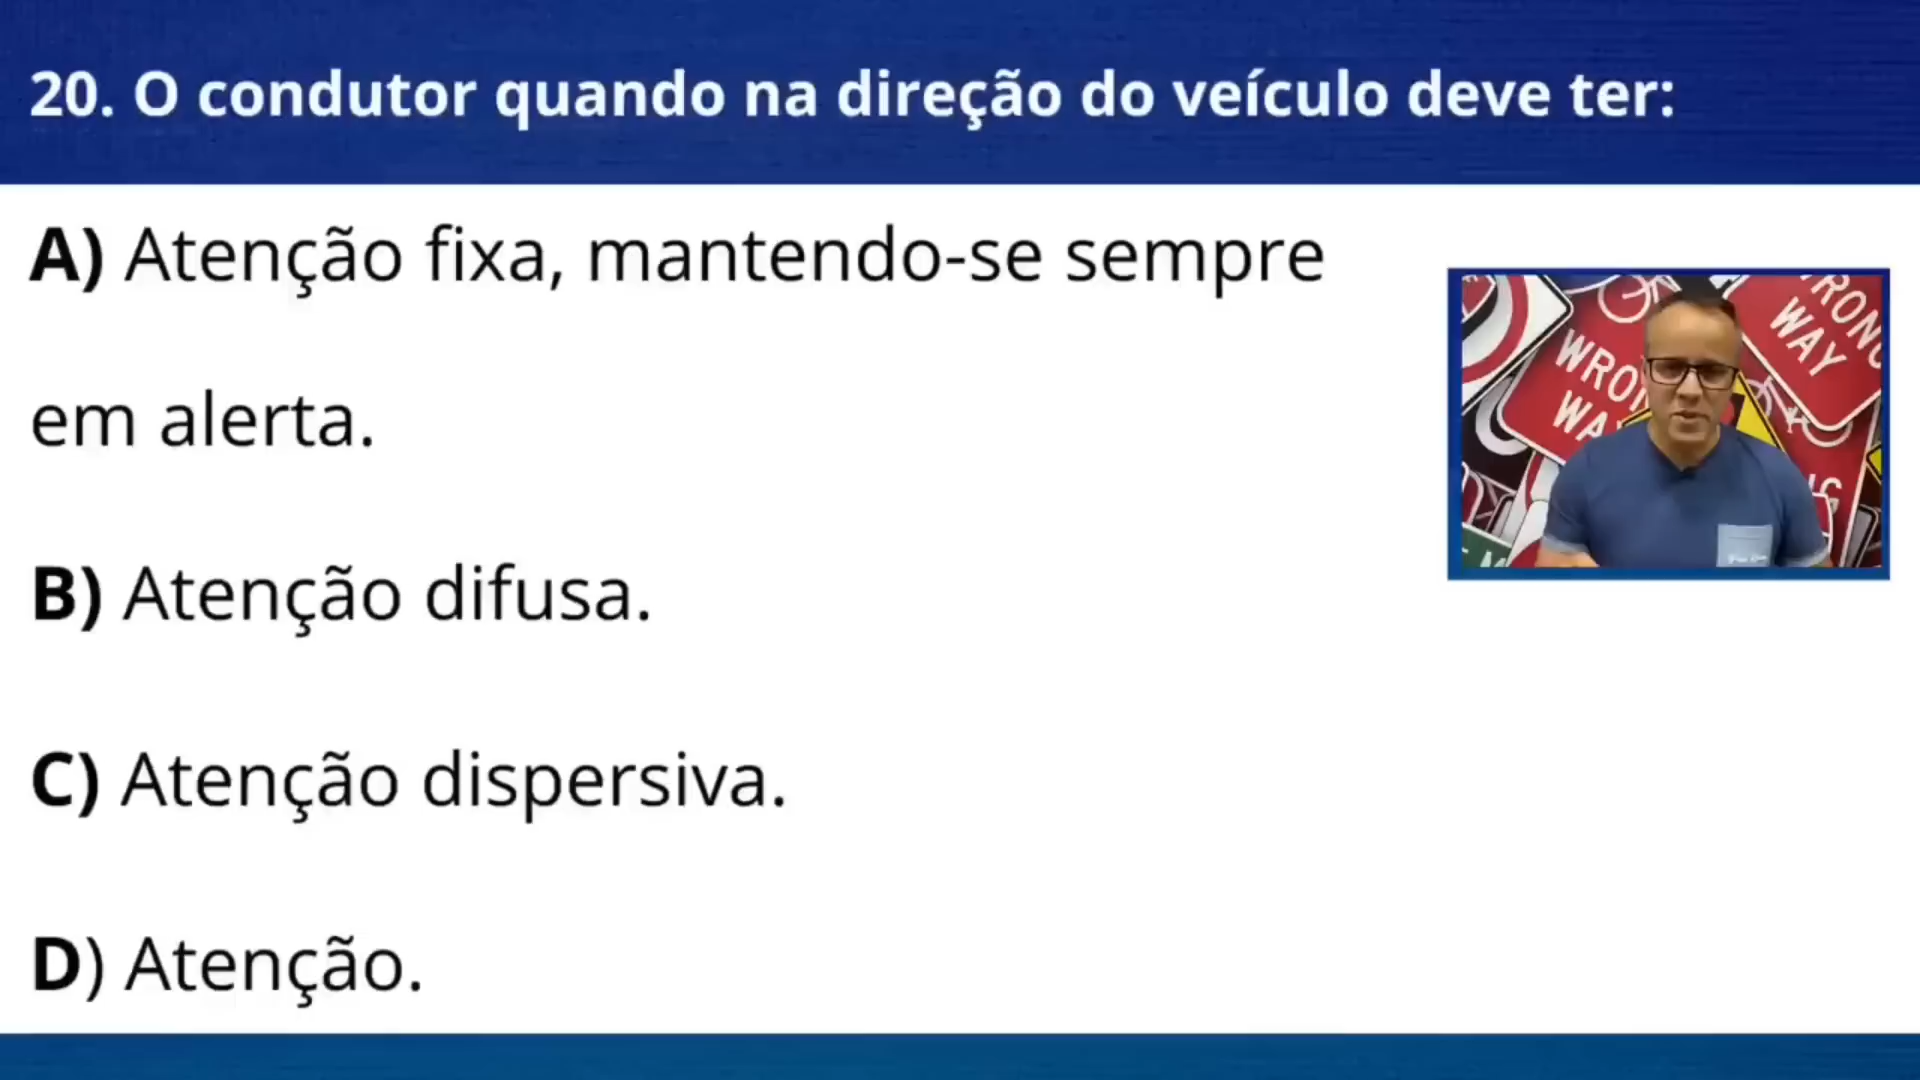 20. O condutor quando na direção do veículo deve ter:
A) Atenção fixa, mantendo-se sempre
em alerta.
B) Atenção difusa.
C) Atenção dispersiva.
D) Atenção.
WRONG
WAY
WRO
WA